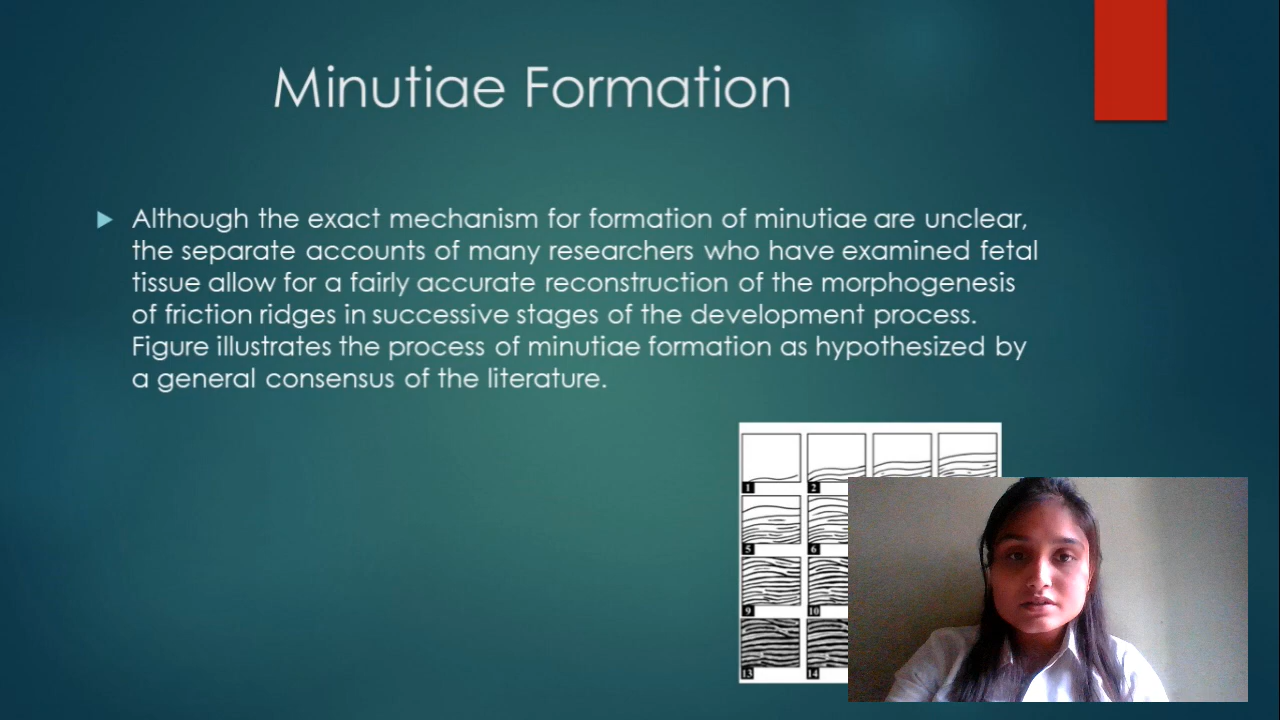 Minutiae Formation
Although the exact mechanism for formation of minutiae are unclear,
the separate accounts of many researchers who have examined fetal
tissue allow for a fairly accurate reconstruction of the morphogenesis
of friction ridges in successive stages of the development process.
Figure illustrates the process of minutiae formation as hypothesized by
a general consensus of the literature.
1 2
5 6
9 10
13 14